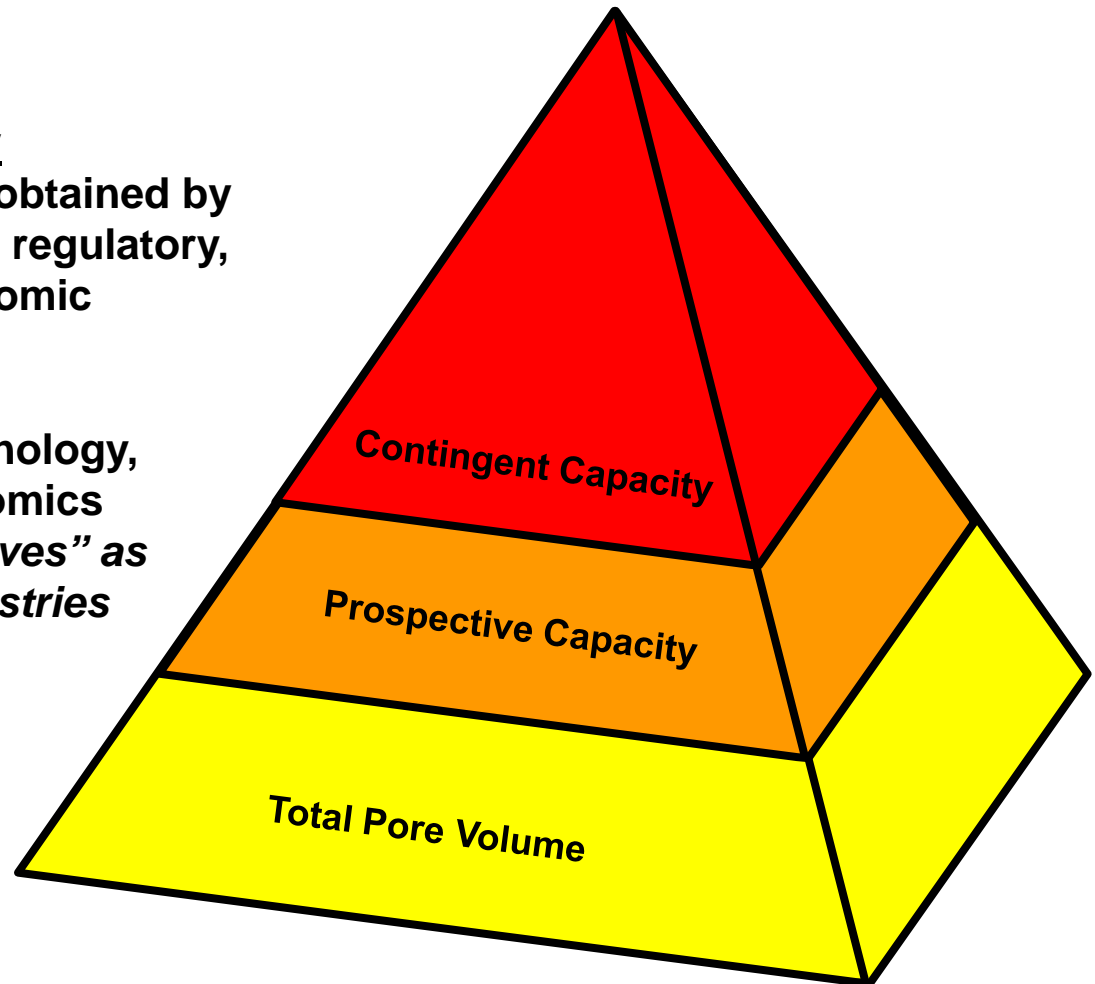 obtained by
regulatory,
omic
nology,
omics
ves” as
stries
Contingent Capacity
Prospective Capacity
Total Pore Volume